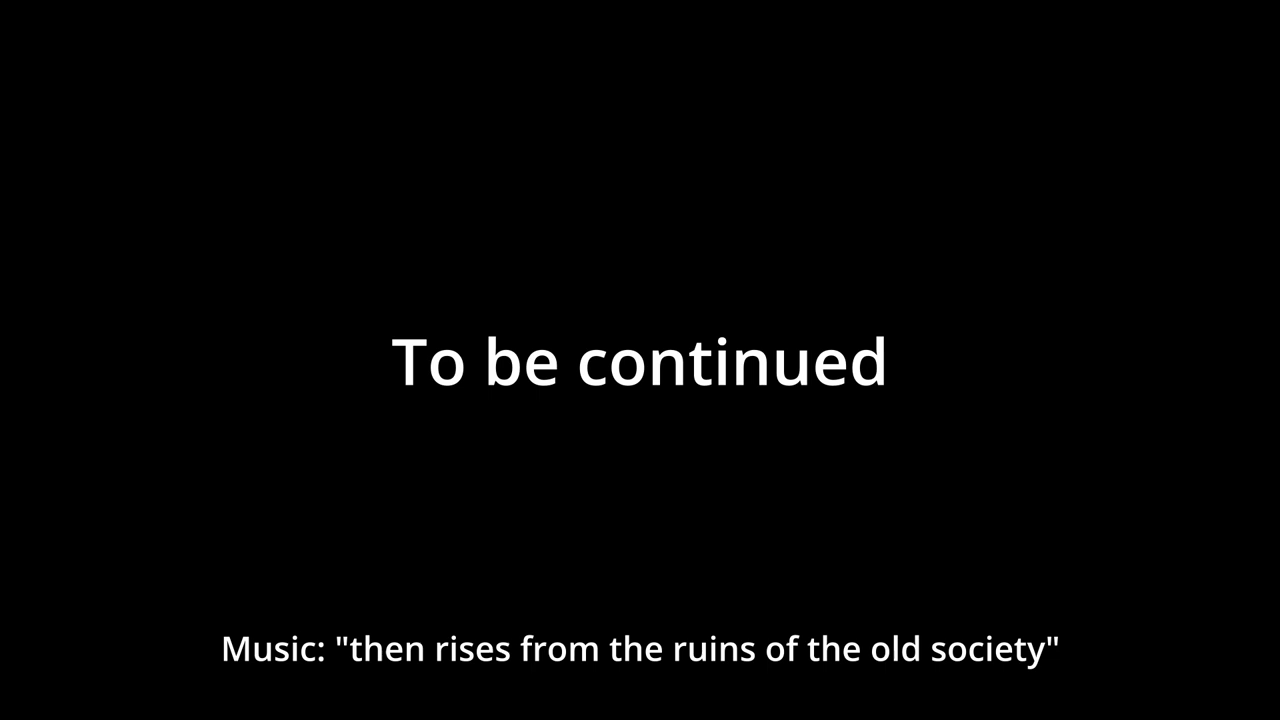 To be continued
Music: "then rises from the ruins of the old society"